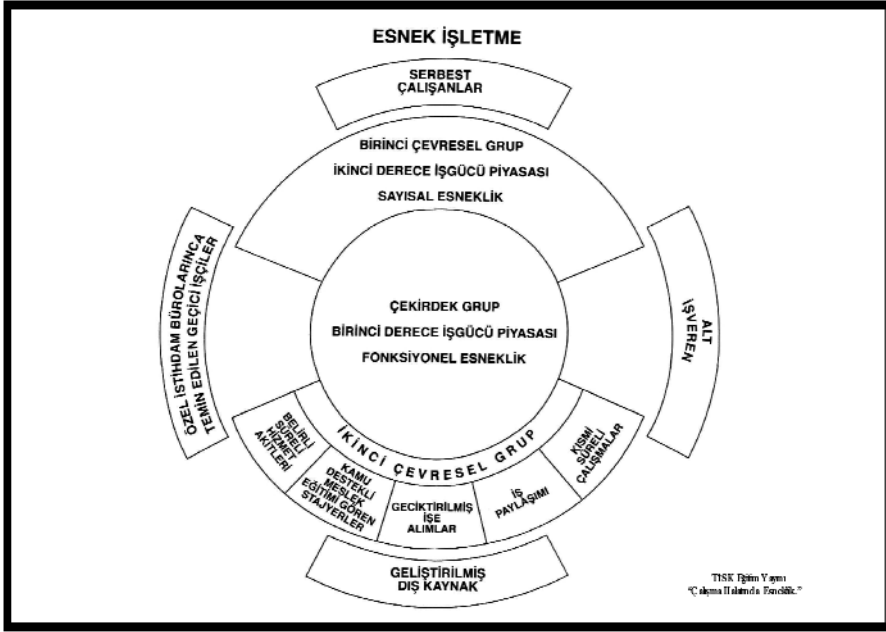 ESNEK İŞLETME
SERBEST
ÇALIŞANLAR
BİRİNCİ ÇEVRESEL GRUP
İKİNCİ DERECE İŞGÜCÜ PİYASASI
SAYISAL ESNEKLİK
ÖZEL İSTİHDAM BÜROLARINCA
TEMİN EDİLEN GEÇİCİ İŞÇİLER
ÇEKİRDEK GRUP
BİRİNCİ DERECE İŞGÜCÜ PİYASASI
FONKSİYONEL ESNEKLİK
ALT
İŞVEREN
İKİNCİ ÇEVRESEL GRUP
BELİRLİ
SÜRELİ
HİZMET
AKİTLERİ
KAMU
DESTEKLİ
MESLEK
EĞİTİMİ GÖREN
STAJYERLER
GECİKTİRİLMİŞ
İŞE
ALIMLAR
İŞ
PAYLAŞIMI
KISMİ
SÜRELİ
ÇALIŞMALAR
GELİŞTİRİLMİŞ
DIŞ KAYNAK
TİSK Eğitim Yayını
"Çalışma Hayatında Esneklik."